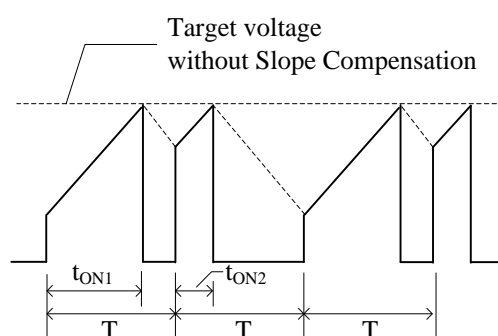 Target voltage
without Slope Compensation
tON1
tON2
T
T
T